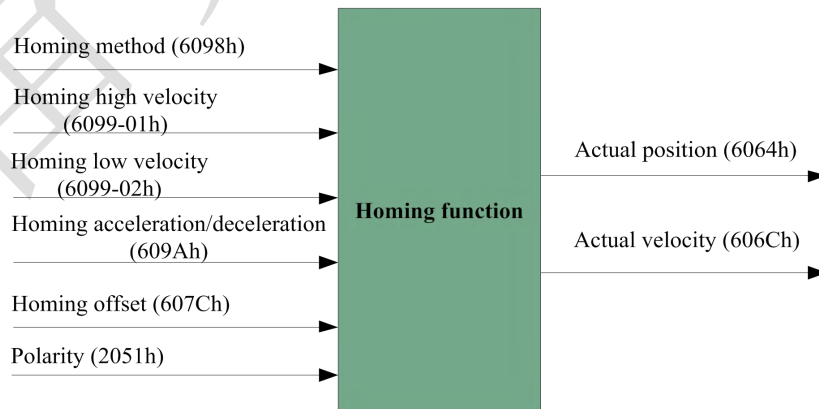 Homing method (6098h)
Homing high velocity
(6099-01h)
Homing low velocity
(6099-02h)
Homing acceleration/deceleration
(609Ah)
Homing offset (607Ch)
Polarity (2051h)
Homing function
Actual position (6064h)
Actual velocity (606Ch)